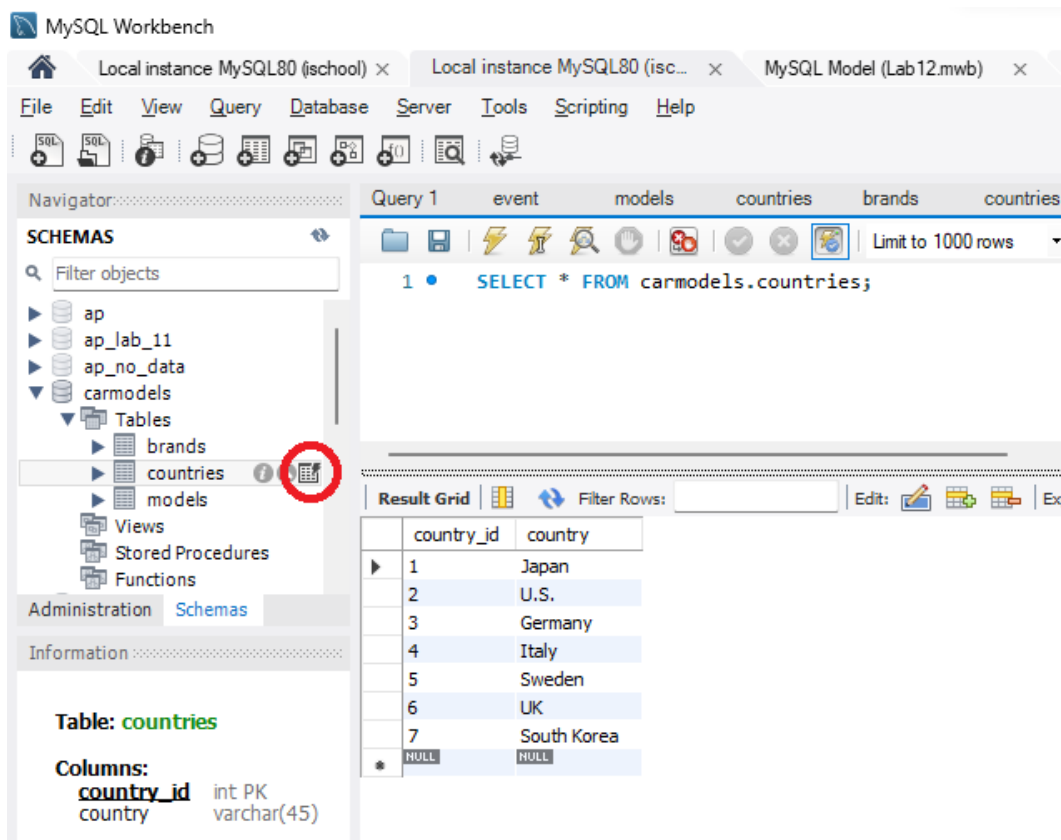 MySQL Workbench
Local instance MySQL80 (ischool) Local instance MySQL80 (isc... MySQL Model (Lab12.mwb)
File Edit View Query Database Server Tools Scripting Help
SQL SQL f()
Navigator Query 1 event models countries brands countries
SCHEMAS
Limit to 1000 rows
Filter objects
1 SELECT * FROM carmodels.countries;
ap
ap_lab_11
ap_no_data
carmodels
Tables
brands
countries
models
Views
Stored Procedures
Functions
Administration Schemas
Information
Table: countries
Columns:
country_id int PK
country varchar(45)
Result Grid Filter Rows: Edit: Ex
country_id country
1 Japan
2 U.S.
3 Germany
4 Italy
5 Sweden
6 UK
7 South Korea
NULL NULL